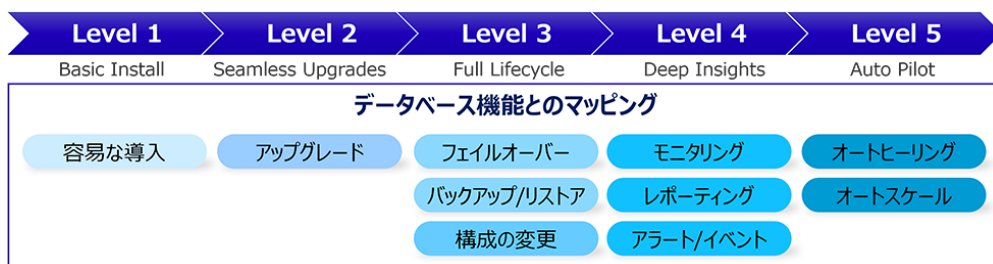 Level 1 Level 2 Level 3 Level 4 Level 5
Basic Install Seamless Upgrades Full Lifecycle Deep Insights Auto Pilot
データベース機能とのマッピング
容易な導入 アップグレード フェイルオーバー モニタリング オートヒーリング
バックアップ/リストア レポーティング オートスケール
構成の変更 アラート/イベント